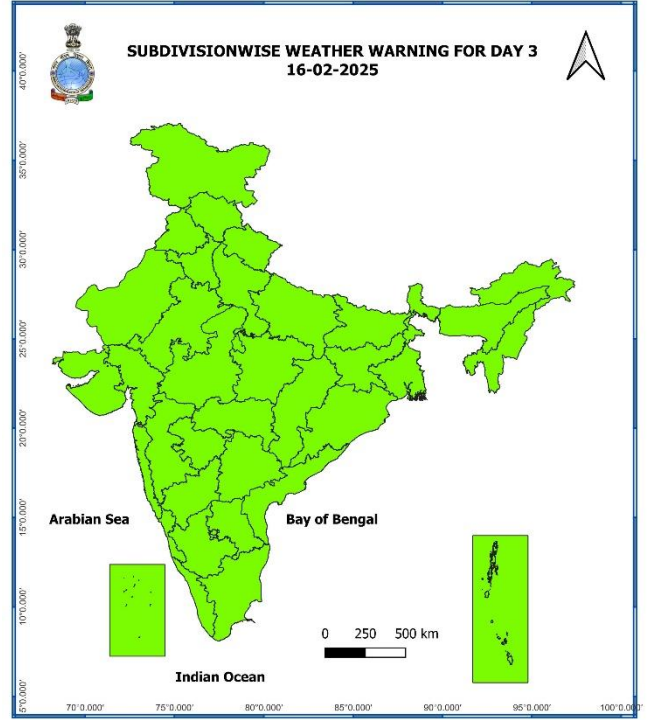 SUBDIVISIONWISE WEATHER WARNING FOR DAY 3
16-02-2025
40°0.000'
35°0.000'
30°0.000'
25°0.000'
20°0.000'
15°0.000'
10°0.000'
5°0.000'
Arabian Sea
Bay of Bengal
0 250 500 km
Indian Ocean
70°0.000' 75°0.000' 80°0.000' 85°0.000' 90°0.000' 95°0.000' 100°0.000'